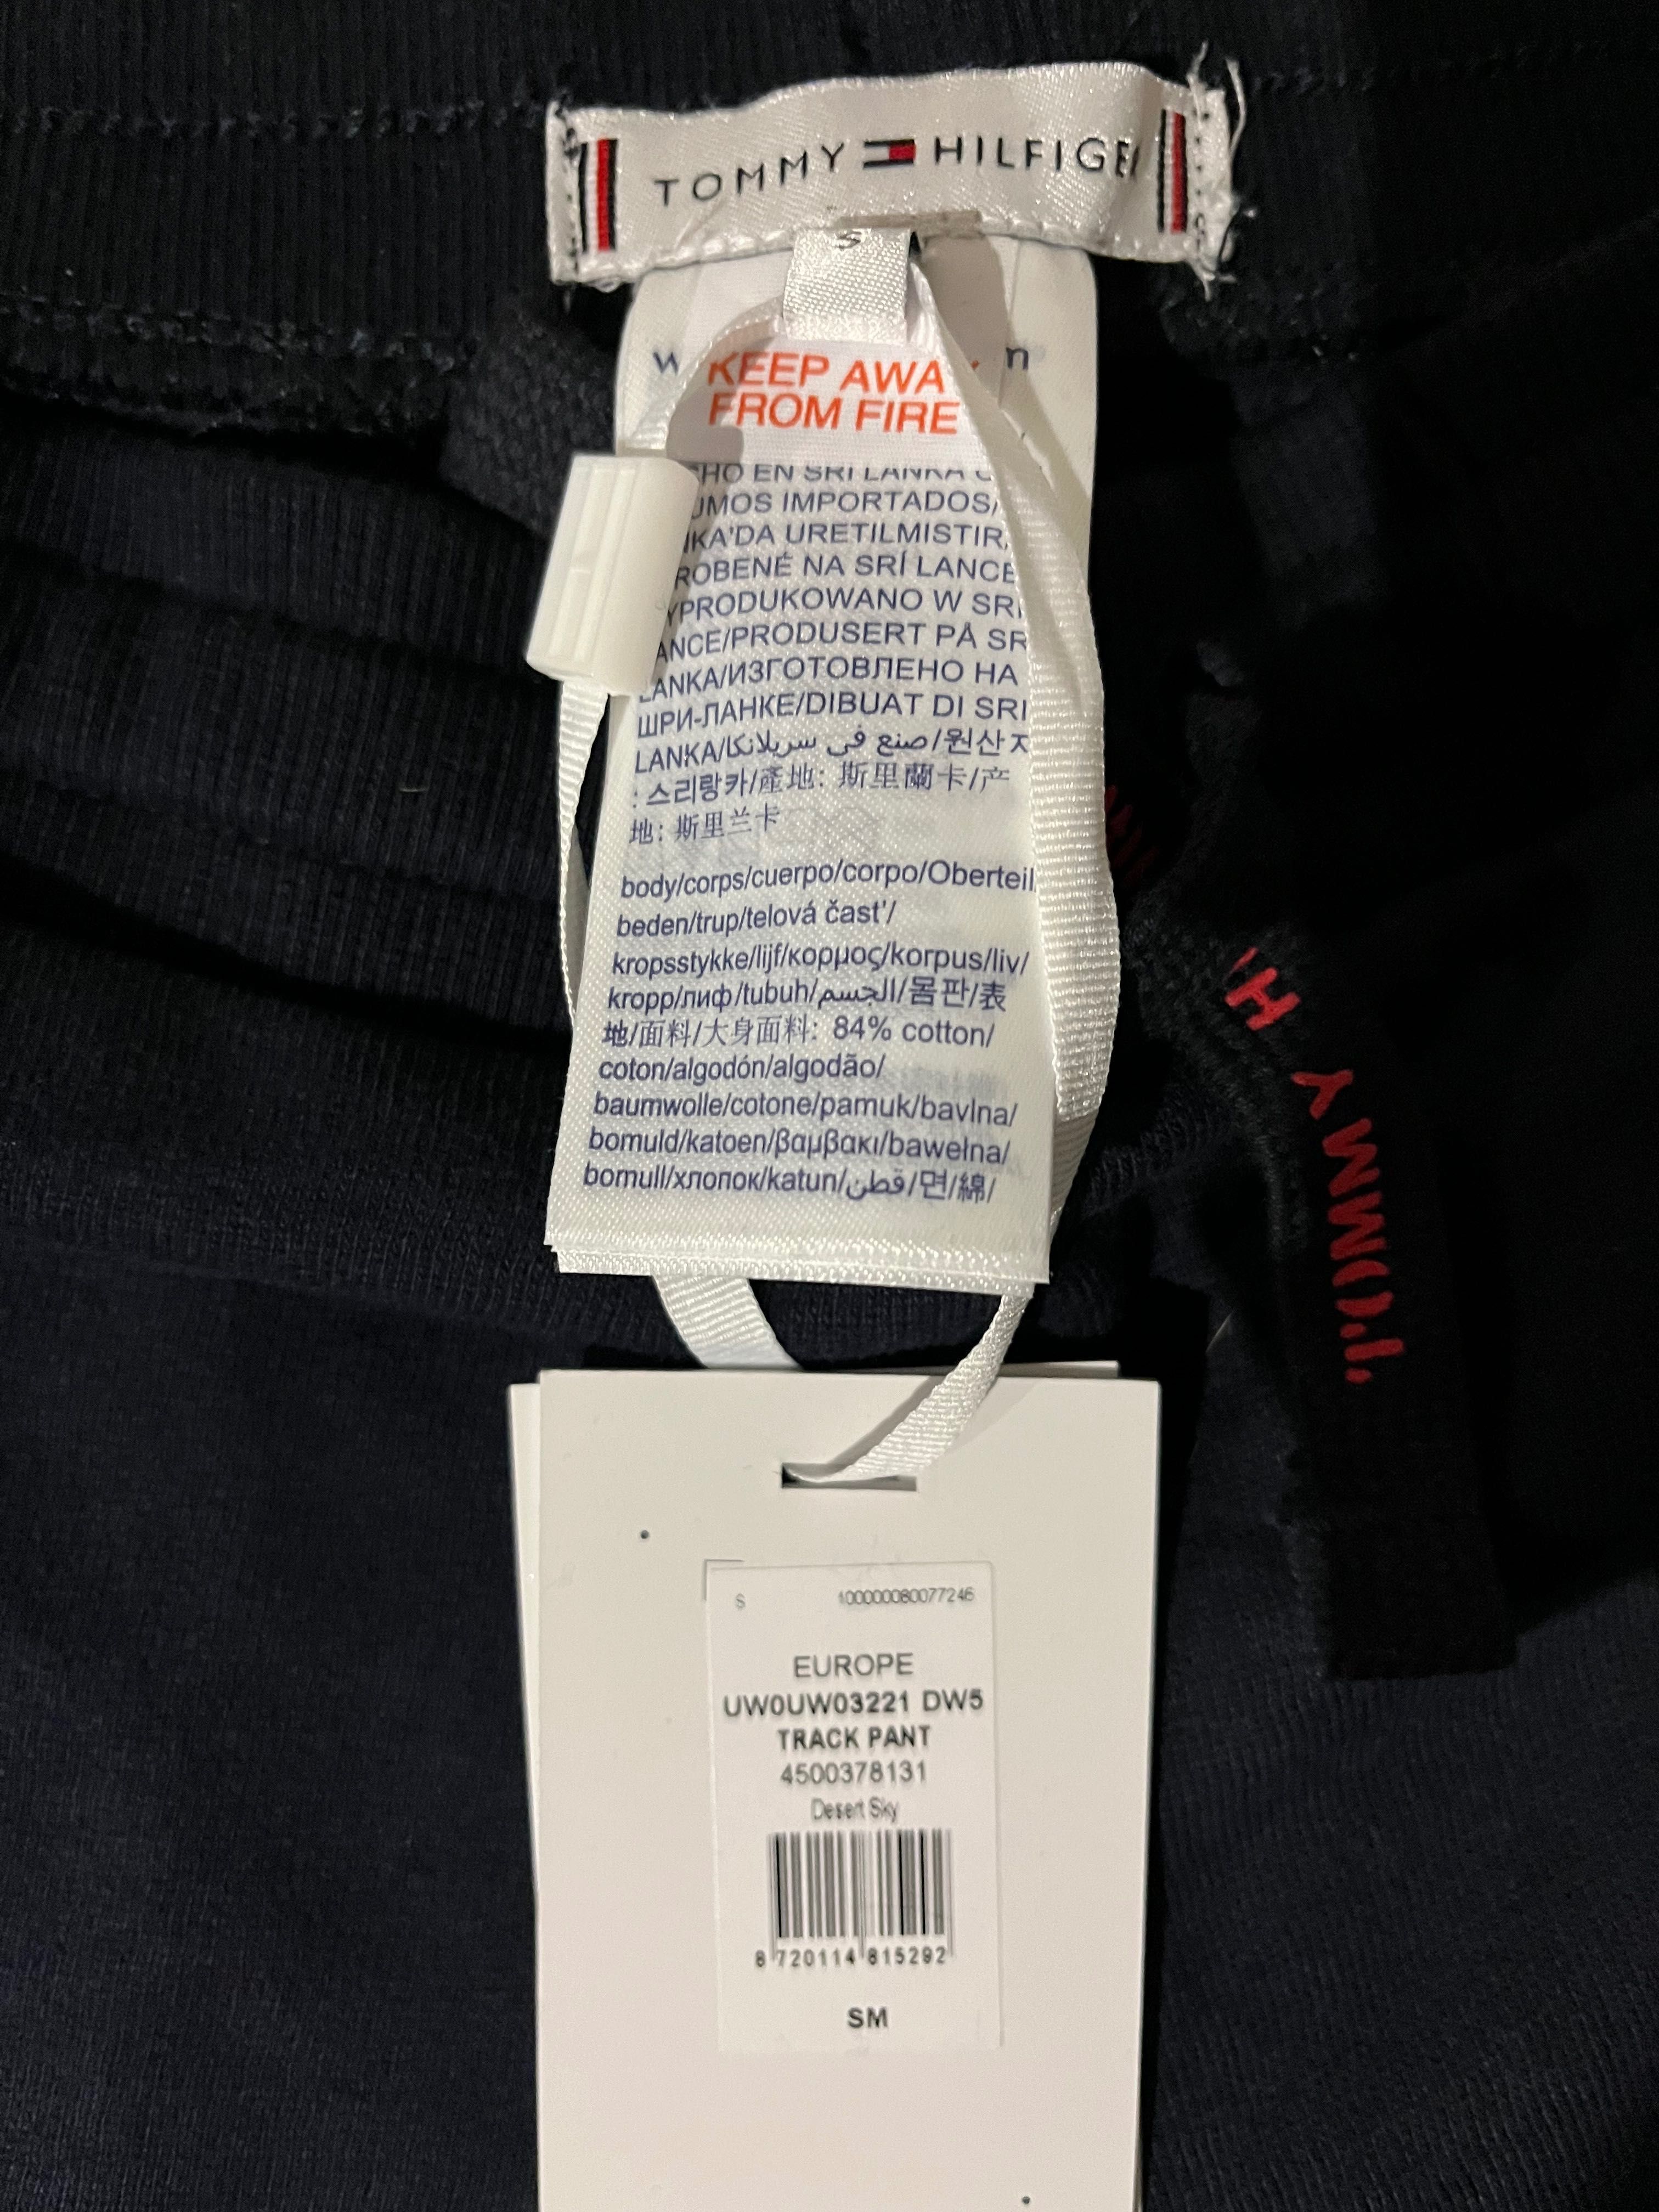 TOMMY HILFIGER
S
KEEP AWAY
FROM FIRE
CHO EN SRI LANKA
UMOS IMPORTADOS/
NKA'DA URETILMISTIR/
ROBENÉ NA SRÍ LANCE
YPRODUKOWANO W SRI
ANCE/PRODUSERT PÅ SR
LANKA/ИЗГОТОВЛЕНО НА
ШРИ-ЛАНКЕ/DIBUAT DI SRI
LANKA/صنع في سريلانكا/원산지
: 스리랑카/產地: 斯里蘭卡/产
地: 斯里兰卡
body/corps/cuerpo/corpo/Oberteil/
beden/trup/telová čast'/
kropsstykke/lijf/κορμος/korpus/liv/
kropp/лиф/tubuh/الجسم/몸판/表
地/面料/大身面料: 84% cotton/
coton/algodón/algodão/
baumwolle/cotone/pamuk/bavlna/
bomuld/katoen/βαμβακι/bawełna/
bomull/хлопок/katun/قطن/면/綿/
TOMMY H
S 100000080077246
EUROPE
UW0UW03221 DW5
TRACK PANT
4500378131
Desert Sky
8 720114 815292
SM